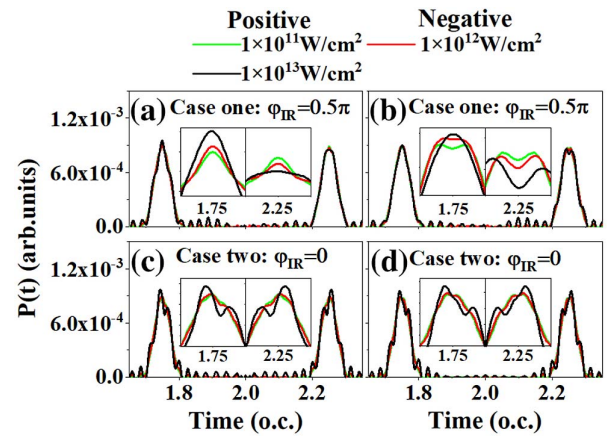 Positive Negative
1×10¹¹W/cm² 1×10¹²W/cm²
1×10¹³W/cm²
P(t) (arb.units)
1.2x10⁻³
6.0x10⁻⁴
0.0
(a) Case one: φIR=0.5π
1.75 2.25
(b) Case one: φIR=0.5π
1.75 2.25
1.2x10⁻³
6.0x10⁻⁴
0.0
(c) Case two: φIR=0
1.75 2.25
(d) Case two: φIR=0
1.75 2.25
1.8 2.0 2.2 1.8 2.0 2.2
Time (o.c.) Time (o.c.)